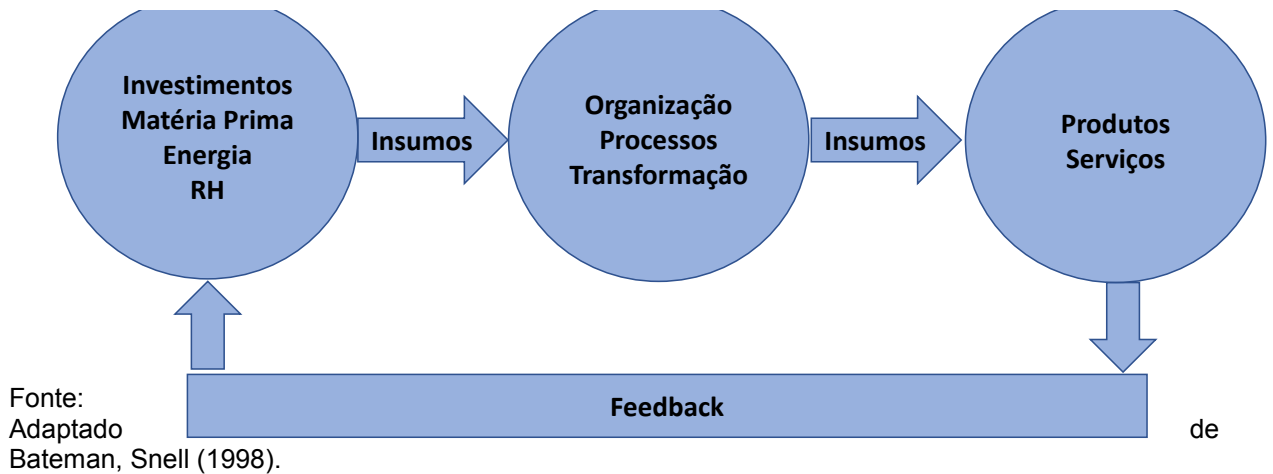 Investimentos
Matéria Prima
Energia
RH
Insumos
Organização
Processos
Transformação
Insumos
Produtos
Serviços
Feedback
Fonte:
Adaptado de
Bateman, Snell (1998).